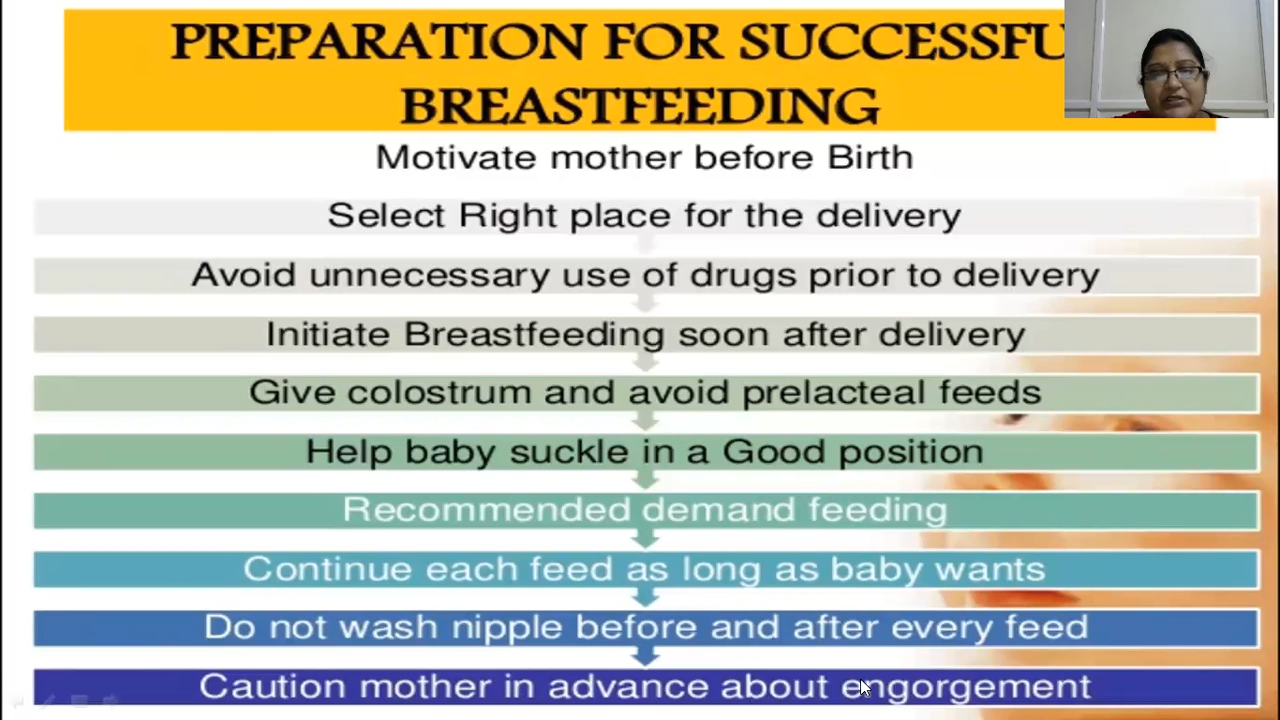 PREPARATION FOR SUCCESSFU
BREASTFEEDING
Motivate mother before Birth
Select Right place for the delivery
Avoid unnecessary use of drugs prior to delivery
Initiate Breastfeeding soon after delivery
Give colostrum and avoid prelacteal feeds
Help baby suckle in a Good position
Recommended demand feeding
Continue each feed as long as baby wants
Do not wash nipple before and after every feed
Caution mother in advance about engorgement